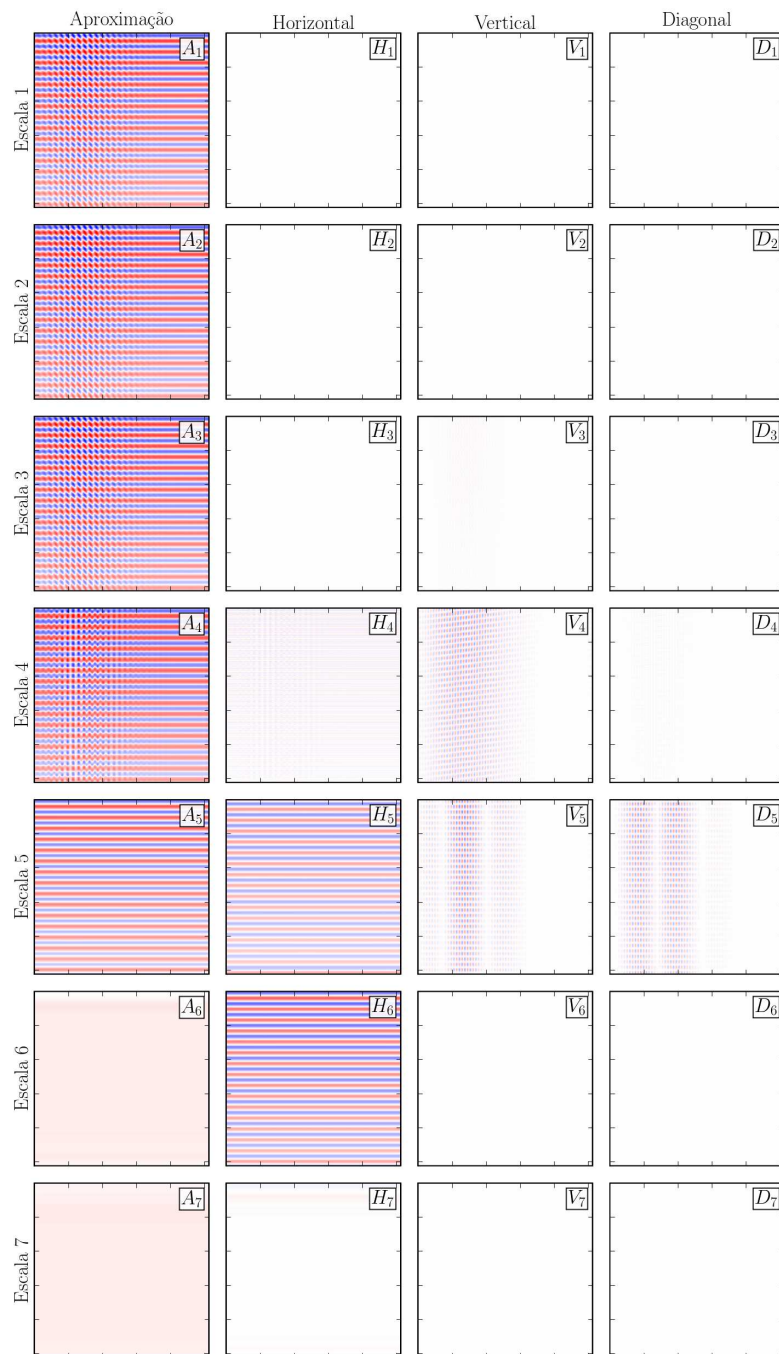 Aproximação Horizontal Vertical Diagonal
Escala 1 A₁ H₁ V₁ D₁
Escala 2 A₂ H₂ V₂ D₂
Escala 3 A₃ H₃ V₃ D₃
Escala 4 A₄ H₄ V₄ D₄
Escala 5 A₅ H₅ V₅ D₅
Escala 6 A₆ H₆ V₆ D₆
Escala 7 A₇ H₇ V₇ D₇